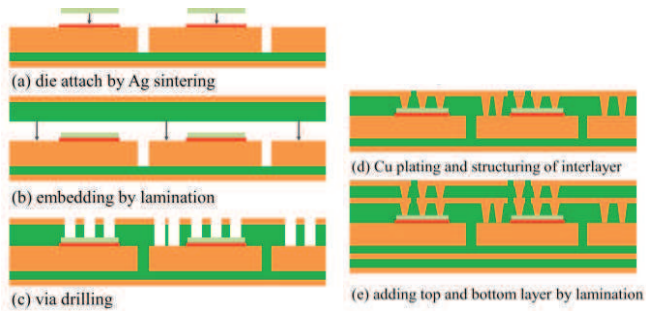 (a) die attach by Ag sintering
(b) embedding by lamination
(c) via drilling
(d) Cu plating and structuring of interlayer
(e) adding top and bottom layer by lamination